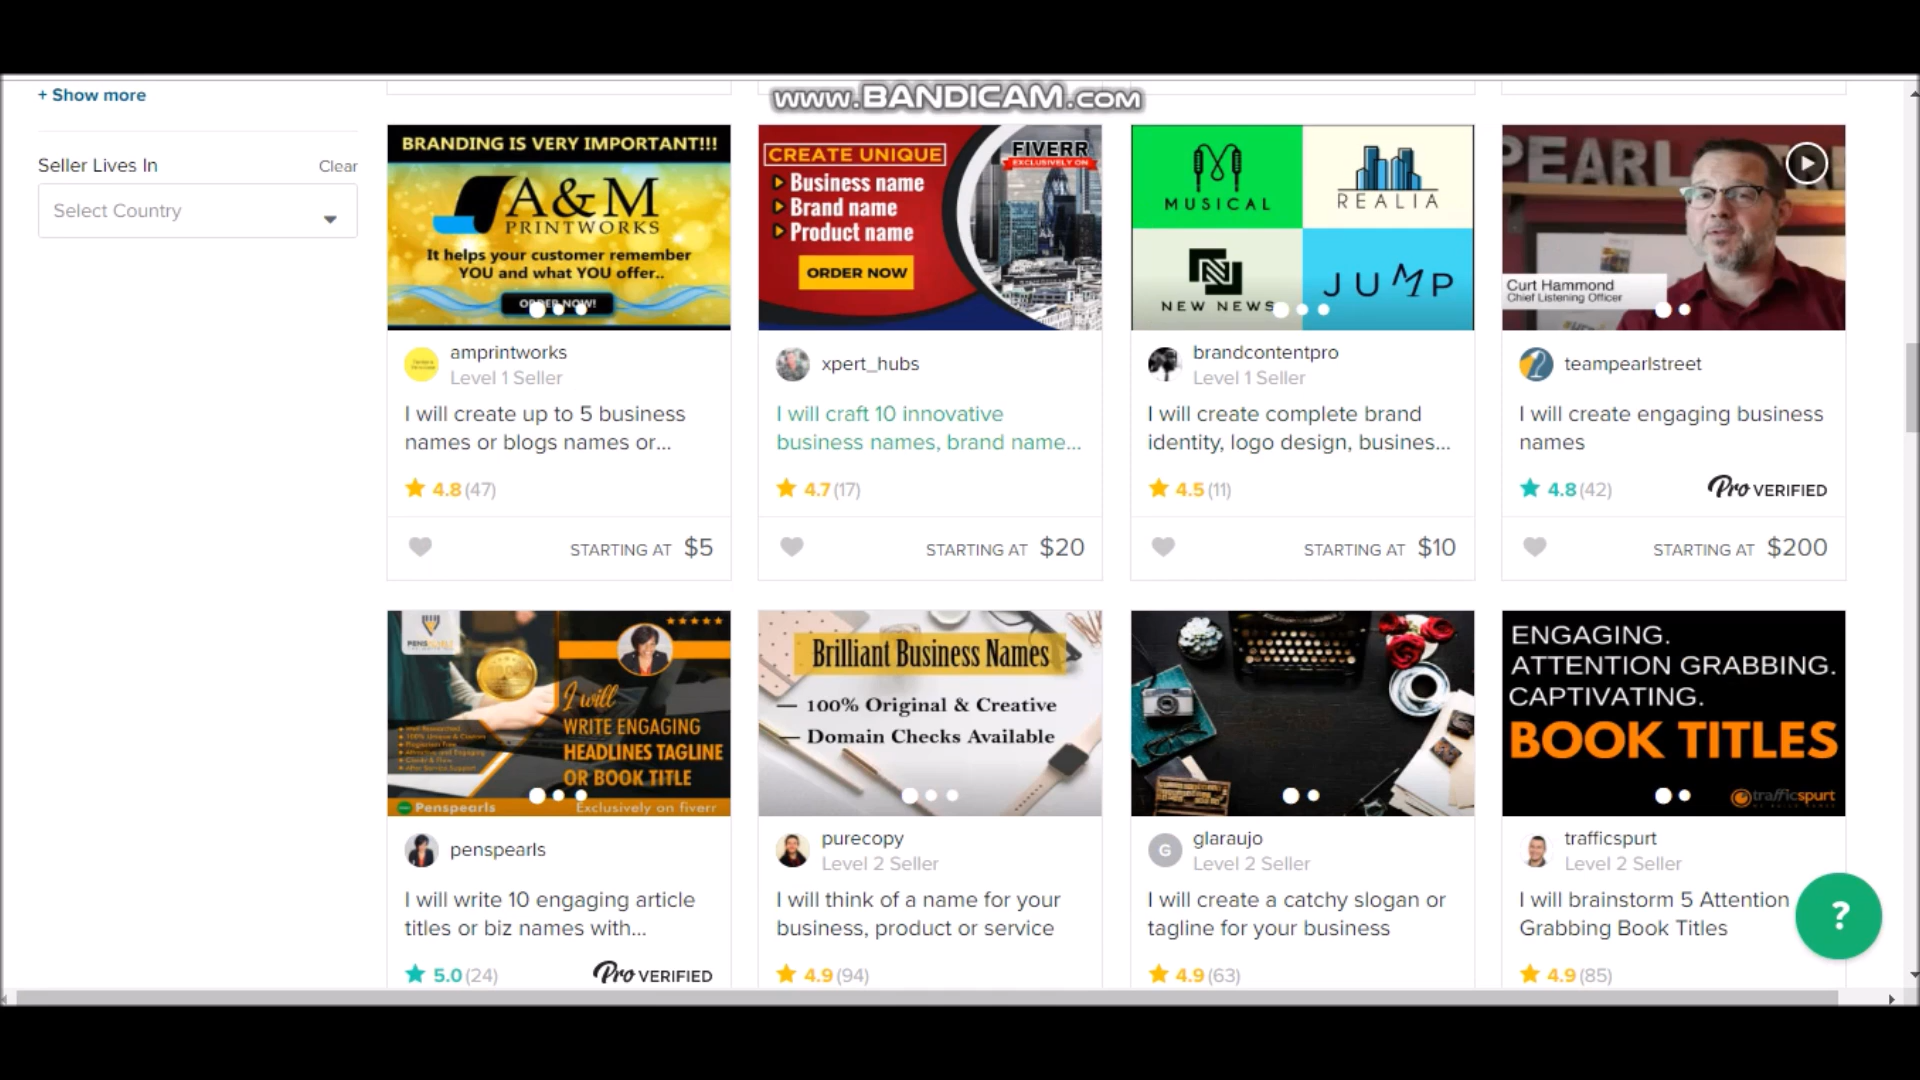 www.BANDICAM.com
+ Show more
Seller Lives In
Clear
Select Country
BRANDING IS VERY IMPORTANT!!!
A&M
PRINTWORKS
It helps your customer remember
YOU and what YOU offer..
ORDER NOW!
amprintworks
Level 1 Seller
I will create up to 5 business
names or blogs names or...
4.8 (47)
STARTING AT $5
CREATE UNIQUE
Business name
Brand name
Product name
ORDER NOW
FIVERR
EXCLUSIVELY ON
xpert_hubs
I will craft 10 innovative
business names, brand name...
4.7 (17)
STARTING AT $20
MUSICAL
REALIA
NEW NEWS
JUMP
brandcontentpro
Level 1 Seller
I will create complete brand
identity, logo design, busines...
4.5 (11)
STARTING AT $10
PEARL
Curt Hammond
Chief Listening Officer
teampearlstreet
I will create engaging business
names
4.8 (42)
Pro VERIFIED
STARTING AT $200
I will
WRITE ENGAGING
HEADLINES TAGLINE
OR BOOK TITLE
Penspearls
Exclusively on fiverr
penspearls
I will write 10 engaging article
titles or biz names with...
5.0 (24)
Pro VERIFIED
Brilliant Business Names
— 100% Original & Creative
— Domain Checks Available
purecopy
Level 2 Seller
I will think of a name for your
business, product or service
4.9 (94)
G
glaraujo
Level 2 Seller
I will create a catchy slogan or
tagline for your business
4.9 (63)
ENGAGING.
ATTENTION GRABBING.
CAPTIVATING.
BOOK TITLES
trafficspurt
trafficspurt
Level 2 Seller
I will brainstorm 5 Attention
Grabbing Book Titles
4.9 (85)
?